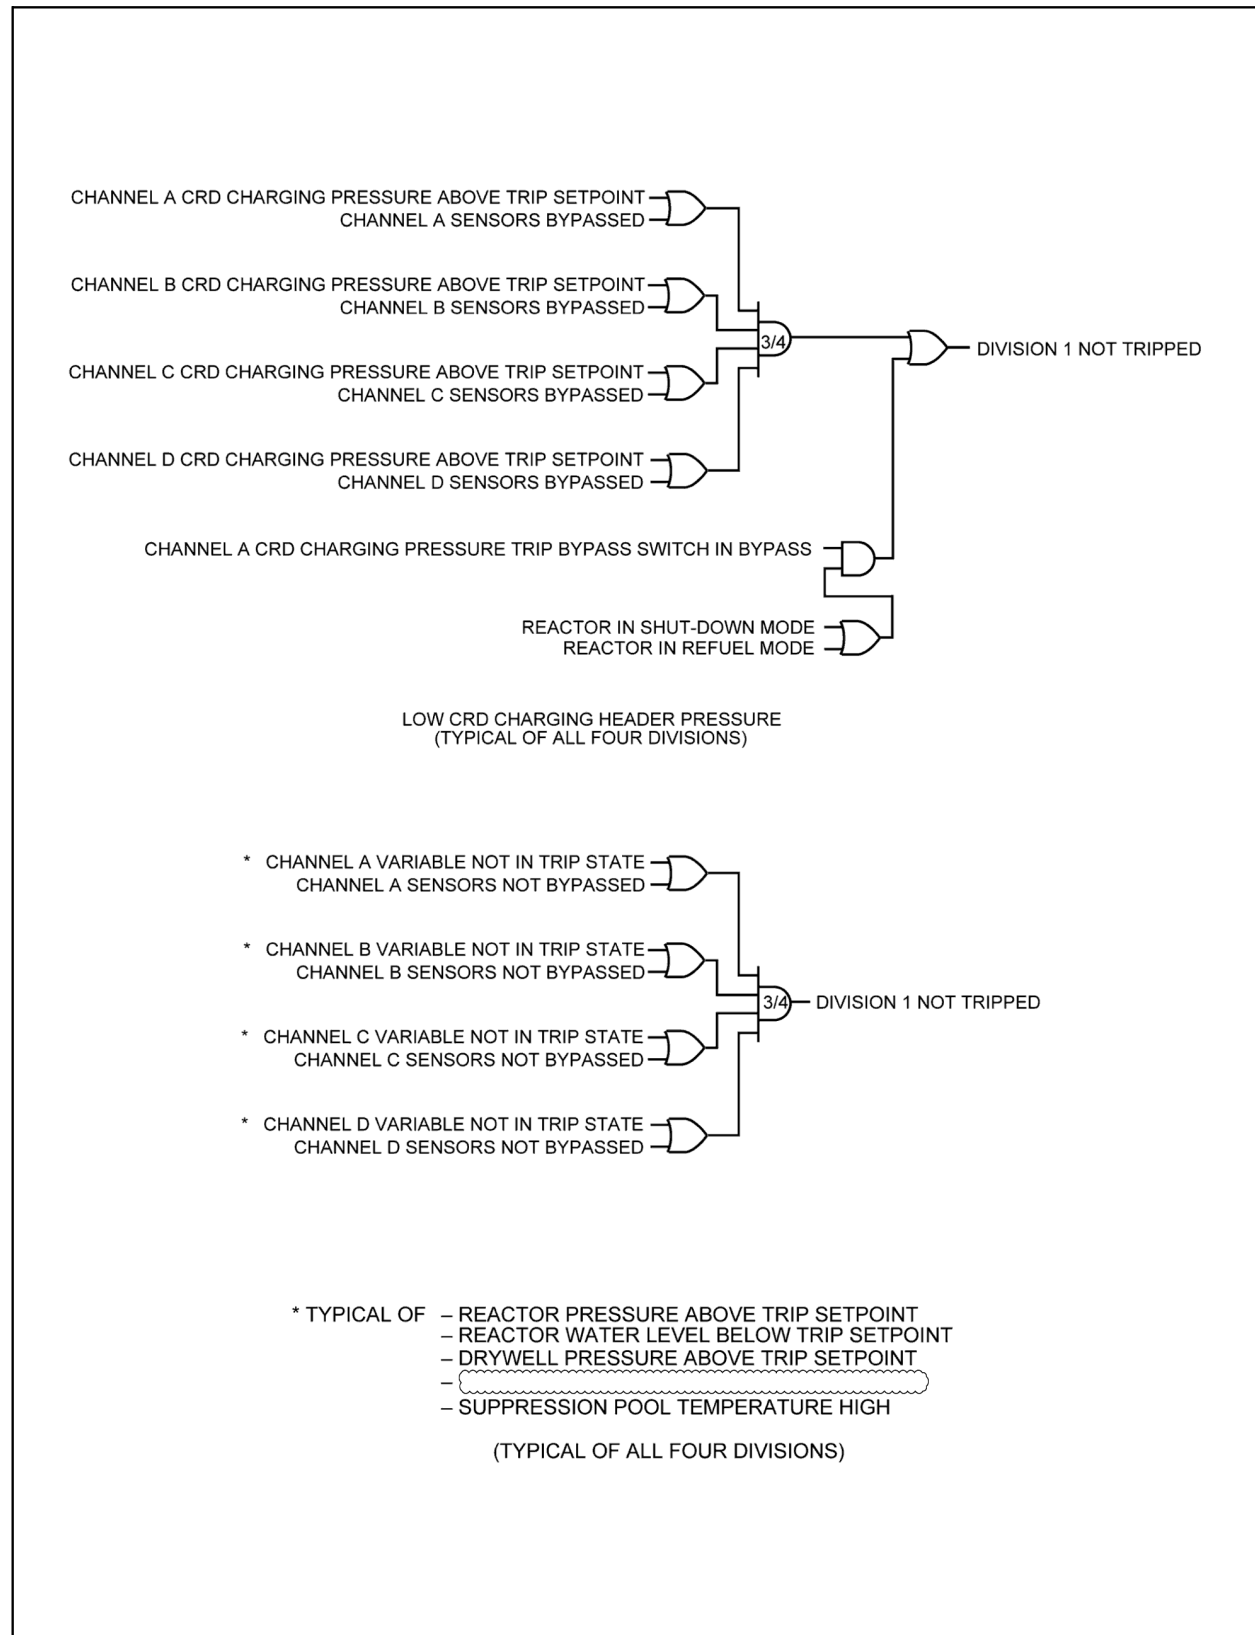 CHANNEL A CRD CHARGING PRESSURE ABOVE TRIP SETPOINT
CHANNEL A SENSORS BYPASSED
CHANNEL B CRD CHARGING PRESSURE ABOVE TRIP SETPOINT
CHANNEL B SENSORS BYPASSED
3/4
DIVISION 1 NOT TRIPPED
CHANNEL C CRD CHARGING PRESSURE ABOVE TRIP SETPOINT
CHANNEL C SENSORS BYPASSED
CHANNEL D CRD CHARGING PRESSURE ABOVE TRIP SETPOINT
CHANNEL D SENSORS BYPASSED
CHANNEL A CRD CHARGING PRESSURE TRIP BYPASS SWITCH IN BYPASS
REACTOR IN SHUT-DOWN MODE
REACTOR IN REFUEL MODE
LOW CRD CHARGING HEADER PRESSURE
(TYPICAL OF ALL FOUR DIVISIONS)
* CHANNEL A VARIABLE NOT IN TRIP STATE
CHANNEL A SENSORS NOT BYPASSED
* CHANNEL B VARIABLE NOT IN TRIP STATE
CHANNEL B SENSORS NOT BYPASSED
3/4
DIVISION 1 NOT TRIPPED
* CHANNEL C VARIABLE NOT IN TRIP STATE
CHANNEL C SENSORS NOT BYPASSED
* CHANNEL D VARIABLE NOT IN TRIP STATE
CHANNEL D SENSORS NOT BYPASSED
* TYPICAL OF – REACTOR PRESSURE ABOVE TRIP SETPOINT
– REACTOR WATER LEVEL BELOW TRIP SETPOINT
– DRYWELL PRESSURE ABOVE TRIP SETPOINT
–
– SUPPRESSION POOL TEMPERATURE HIGH
(TYPICAL OF ALL FOUR DIVISIONS)